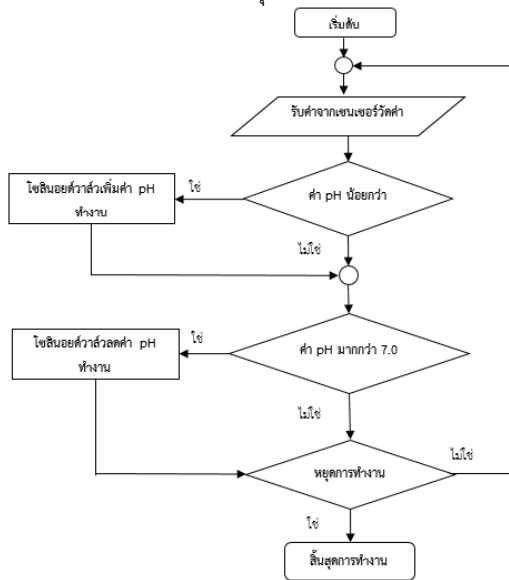 เริ่มต้น
รับค่าจากเซนเซอร์วัดค่า
ค่า pH น้อยกว่า
ใช่
โซลินอยด์วาล์วเพิ่มค่า pH
ทำงาน
ไม่ใช่
ค่า pH มากกว่า 7.0
ใช่
โซลินอยด์วาล์วลดค่า pH
ทำงาน
ไม่ใช่
หยุดการทำงาน
ไม่ใช่
ใช่
สิ้นสุดการทำงาน